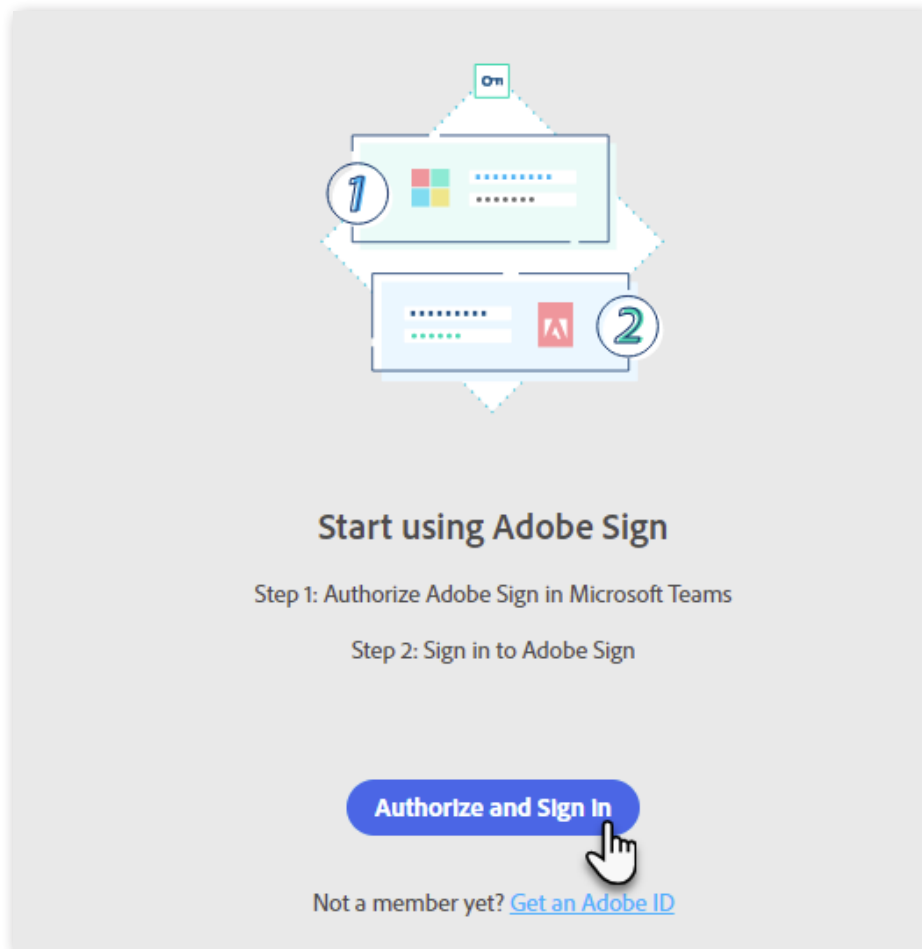 1
2
Start using Adobe Sign
Step 1: Authorize Adobe Sign in Microsoft Teams
Step 2: Sign in to Adobe Sign
Authorize and Sign In
Not a member yet? Get an Adobe ID